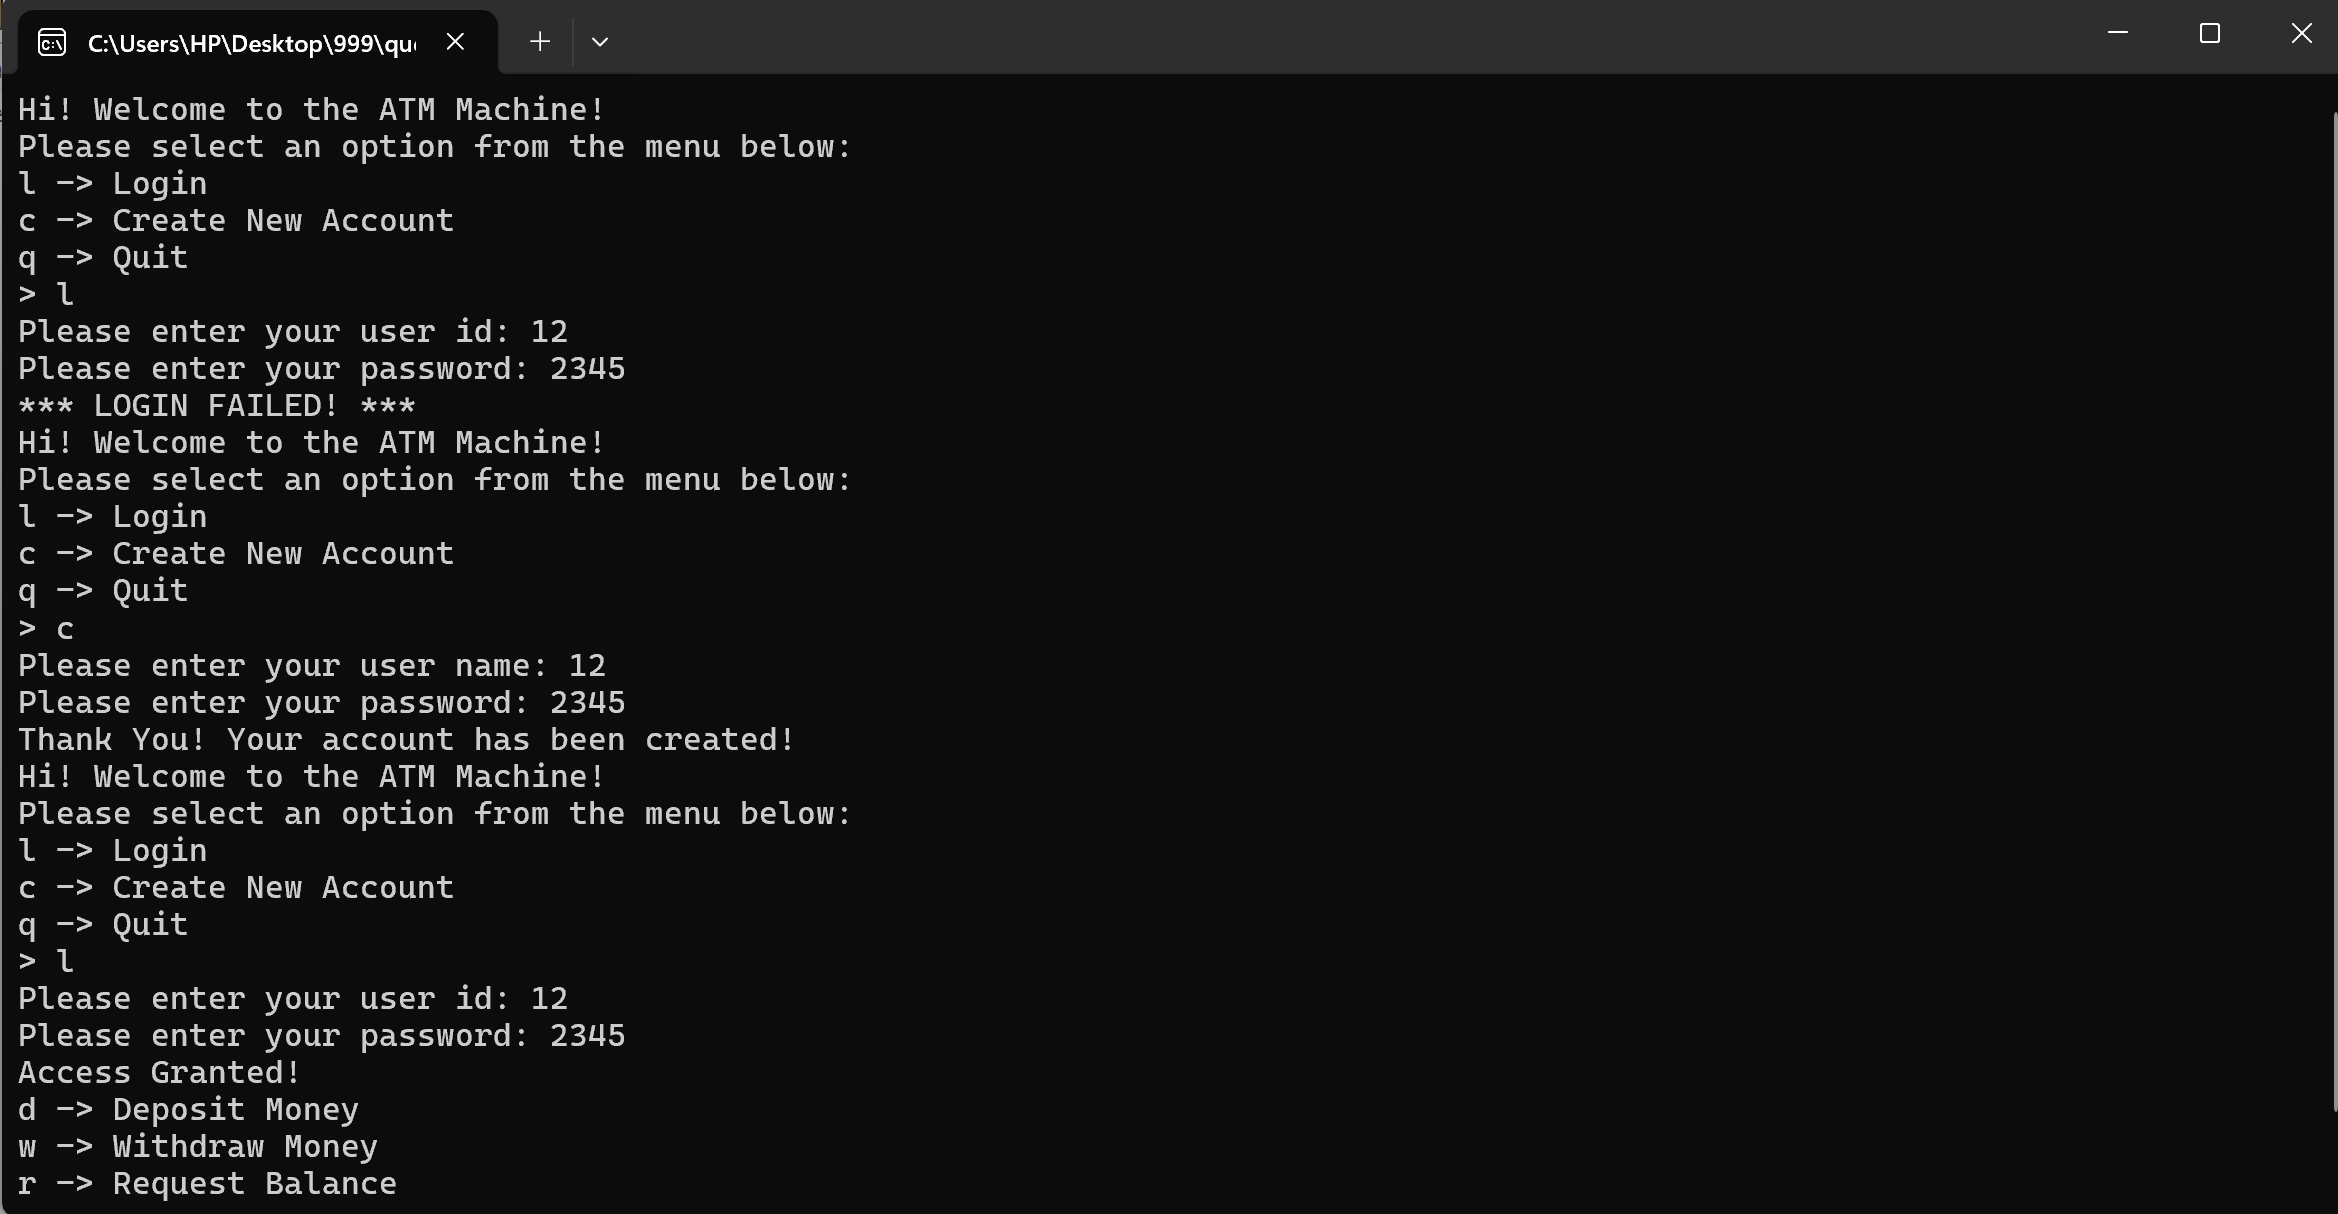 C:\Users\HP\Desktop\999\qu
Hi! Welcome to the ATM Machine!
Please select an option from the menu below:
l -> Login
c -> Create New Account
q -> Quit
> l
Please enter your user id: 12
Please enter your password: 2345
*** LOGIN FAILED! ***
Hi! Welcome to the ATM Machine!
Please select an option from the menu below:
l -> Login
c -> Create New Account
q -> Quit
> c
Please enter your user name: 12
Please enter your password: 2345
Thank You! Your account has been created!
Hi! Welcome to the ATM Machine!
Please select an option from the menu below:
l -> Login
c -> Create New Account
q -> Quit
> l
Please enter your user id: 12
Please enter your password: 2345
Access Granted!
d -> Deposit Money
w -> Withdraw Money
r -> Request Balance